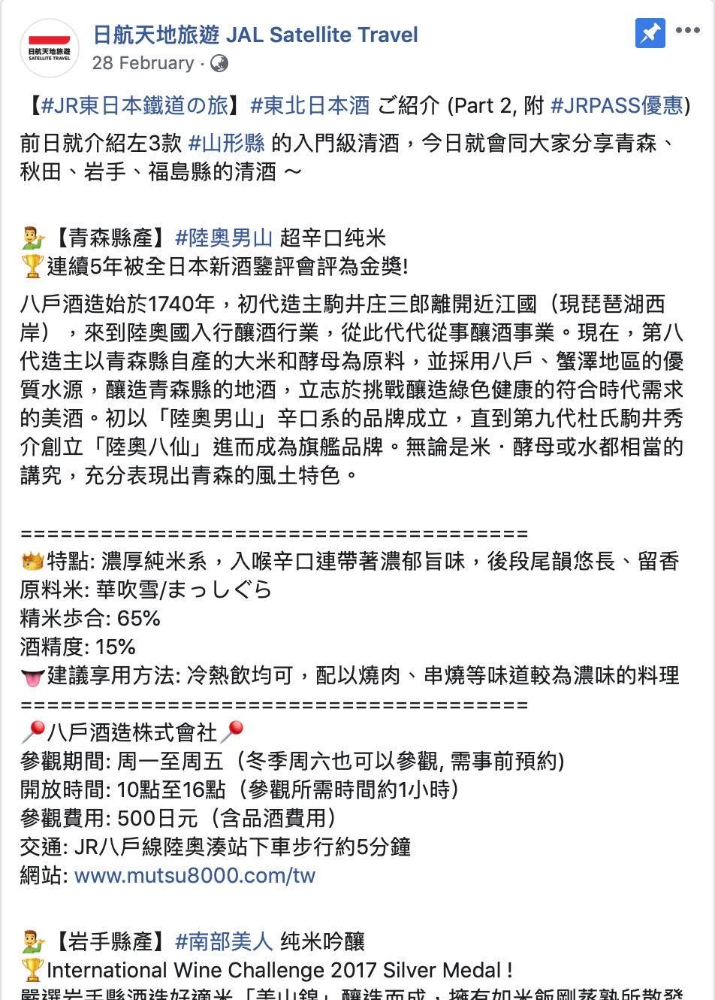 日航天地旅遊
SATELLITE TRAVEL
日航天地旅遊 JAL Satellite Travel
28 February ·
【#JR東日本鐵道の旅】#東北日本酒 ご紹介 (Part 2, 附 #JRPASS優惠)
前日就介紹左3款 #山形縣 的入門級清酒，今日就會同大家分享青森、
秋田、岩手、福島縣的清酒 ～
💁‍♂️【青森縣產】#陸奧男山 超辛口纯米
🏆連續5年被全日本新酒鑒評會評為金獎!
八戶酒造始於1740年，初代造主駒井庄三郎離開近江國（現琵琶湖西
岸），來到陸奧國入行釀酒行業，從此代代從事釀酒事業。現在，第八
代造主以青森縣自產的大米和酵母為原料，並採用八戶、蟹澤地區的優
質水源，釀造青森縣的地酒，立志於挑戰釀造綠色健康的符合時代需求
的美酒。初以「陸奧男山」辛口系的品牌成立，直到第九代杜氏駒井秀
介創立「陸奧八仙」進而成為旗艦品牌。無論是米．酵母或水都相當的
講究，充分表現出青森的風土特色。
======================================
👑特點: 濃厚純米系，入喉辛口連帶著濃郁旨味，後段尾韻悠長、留香
原料米: 華吹雪/まっしぐら
精米步合: 65%
酒精度: 15%
👅建議享用方法: 冷熱飲均可，配以燒肉、串燒等味道較為濃味的料理
======================================
📍八戶酒造株式會社📍
參觀期間: 周一至周五（冬季周六也可以參觀, 需事前預約)
開放時間: 10點至16點（參觀所需時間約1小時）
參觀費用: 500日元（含品酒費用）
交通: JR八戶線陸奧湊站下車步行約5分鐘
網站: www.mutsu8000.com/tw
💁‍♂️【岩手縣產】#南部美人 纯米吟釀
🏆International Wine Challenge 2017 Silver Medal !
嚴選岩手縣酒造好適米「美山錦」釀造而成，擁有如米飯剛蒸熟所散發